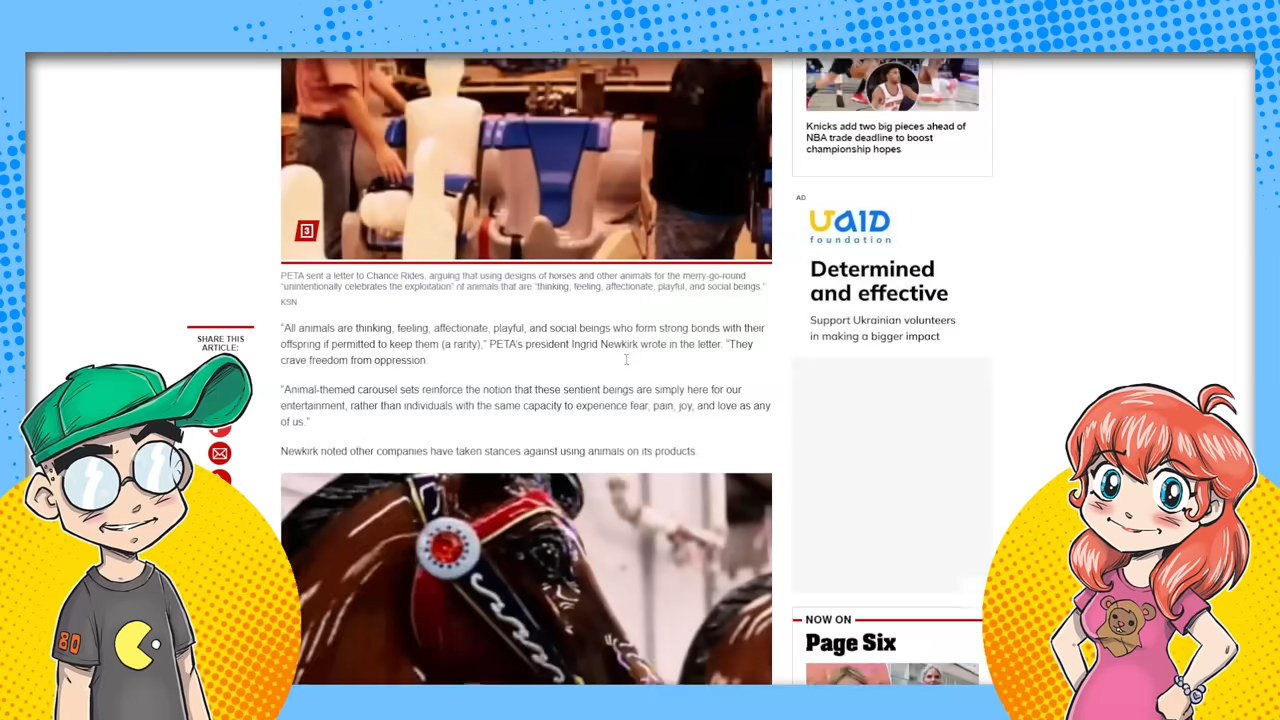 Knicks add two big pieces ahead of
NBA trade deadline to boost
championship hopes
AD
UAID
foundation
Determined
and effective
Support Ukrainian volunteers
in making a bigger impact
3
PETA sent a letter to Chance Rides, arguing that using designs of horses and other animals for the merry-go-round
"unintentionally celebrates the exploitation" of animals that are "thinking, feeling, affectionate, playful, and social beings."
KSN
SHARE THIS
ARTICLE:
"All animals are thinking, feeling, affectionate, playful, and social beings who form strong bonds with their
offspring if permitted to keep them (a rarity)," PETA's president Ingrid Newkirk wrote in the letter. "They
crave freedom from oppression.
"Animal-themed carousel sets reinforce the notion that these sentient beings are simply here for our
entertainment, rather than individuals with the same capacity to experience fear, pain, joy, and love as any
of us."
Newkirk noted other companies have taken stances against using animals on its products.
NOW ON
Page Six
80